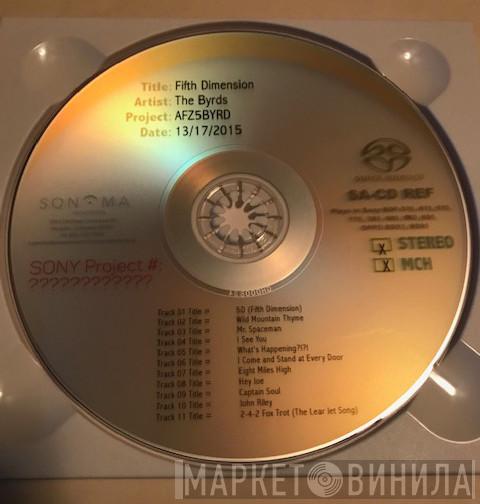 Title: Fifth Dimension
Artist: The Byrds
Project: AFZ5BYRD
Date: 13/17/2015
SONOMA
SONY Project #:
????????????
SA-CD REF
X STEREO
X MCH
Track 01 Title = 5D (Fifth Dimension)
Track 02 Title = Wild Mountain Thyme
Track 03 Title = Mr. Spaceman
Track 04 Title = I See You
Track 05 Title = What's Happening?!?!
Track 06 Title = I Come and Stand at Every Door
Track 07 Title = Eight Miles High
Track 08 Title = Hey Joe
Track 09 Title = Captain Soul
Track 10 Title = John Riley
Track 11 Title = 2-4-2 Fox Trot (The Lear Jet Song)
МАРКЕТ ВИНИЛА